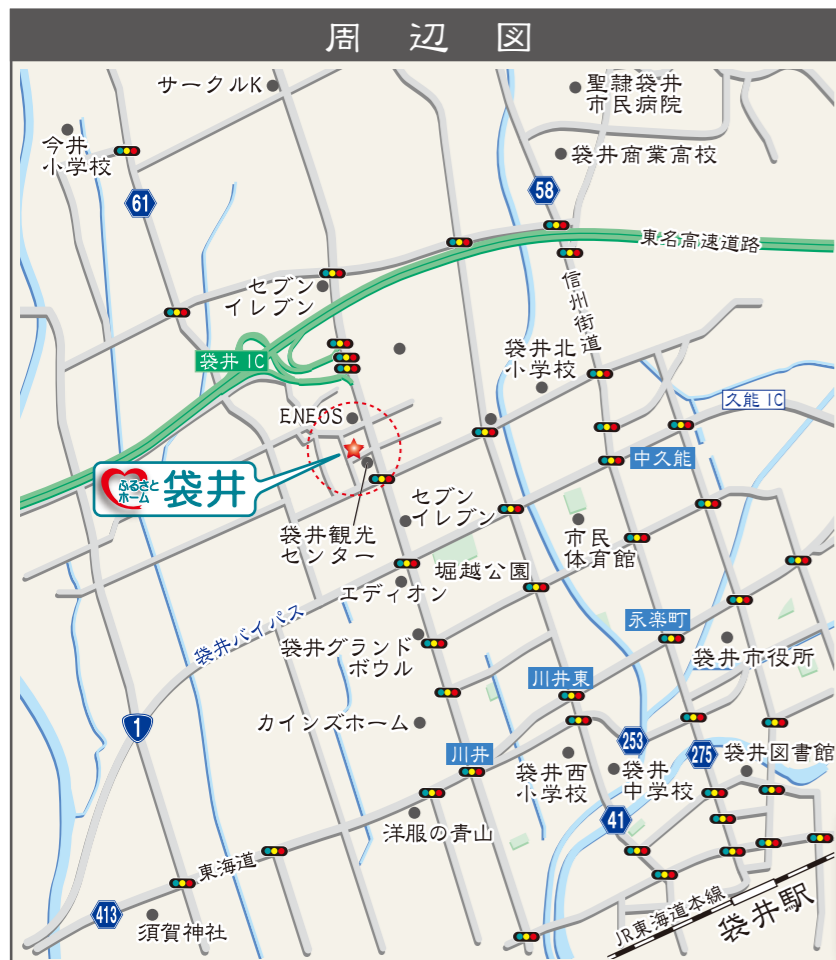 周辺図
サークルK
聖隷袋井
市民病院
今井
小学校
袋井商業高校
61
58
東名高速道路
セブン
イレブン
信州街道
袋井IC
袋井北
小学校
ENEOS
久能IC
ふるさと
ホーム
袋井
中久能
セブン
イレブン
袋井観光
センター
市民
体育館
堀越公園
エディオン
袋井バイパス
袋井グランド
ボウル
永楽町
袋井市役所
川井東
1
カインズホーム
253
275
川井
袋井西
小学校
袋井
中学校
袋井図書館
41
洋服の青山
東海道
413
須賀神社
JR東海道本線
袋井駅